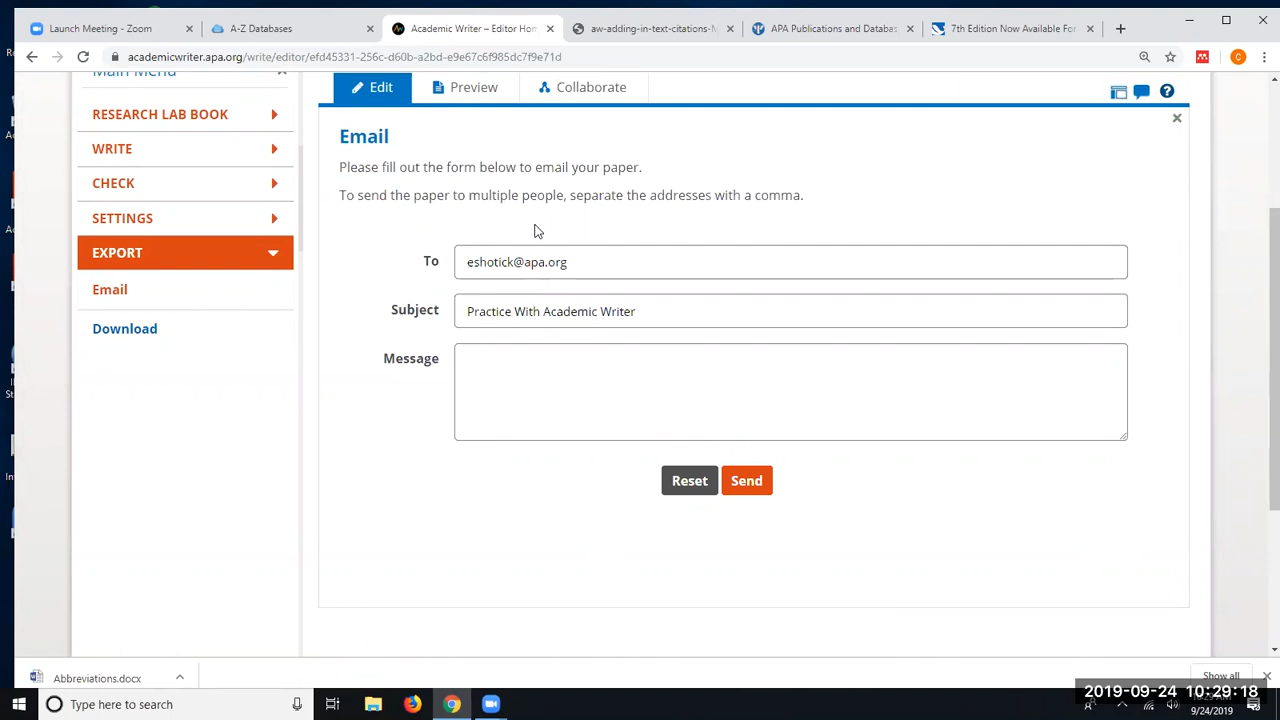 Launch Meeting - Zoom
A-Z Databases
Academic Writer – Editor Hom
aw-adding-in-text-citations-
APA Publications and Databas
7th Edition Now Available For
academicwriter.apa.org/write/editor/efd45331-256c-d60b-a2bd-e9e67c6f985dc7f9e71d
C
Main Menu
RESEARCH LAB BOOK
WRITE
CHECK
SETTINGS
EXPORT
Email
Download
Edit
Preview
Collaborate
Email
Please fill out the form below to email your paper.
To send the paper to multiple people, separate the addresses with a comma.
To
eshotick@apa.org
Subject
Practice With Academic Writer
Message
Reset
Send
Abbreviations.docx
Show all
Type here to search
2019-09-24 10:29:18
9/24/2019